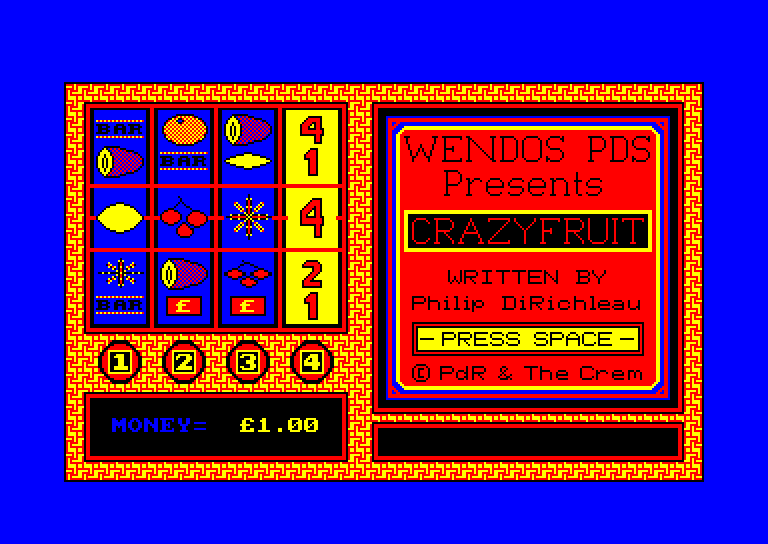 BAR
4
BAR
1
4
2
BAR
£
£
1
1 2 3 4
MONEY= £1.00
WENDOS PDS
Presents
CRAZYFRUIT
WRITTEN BY
Philip DiRichleau
- PRESS SPACE -
© PdR & The Crem